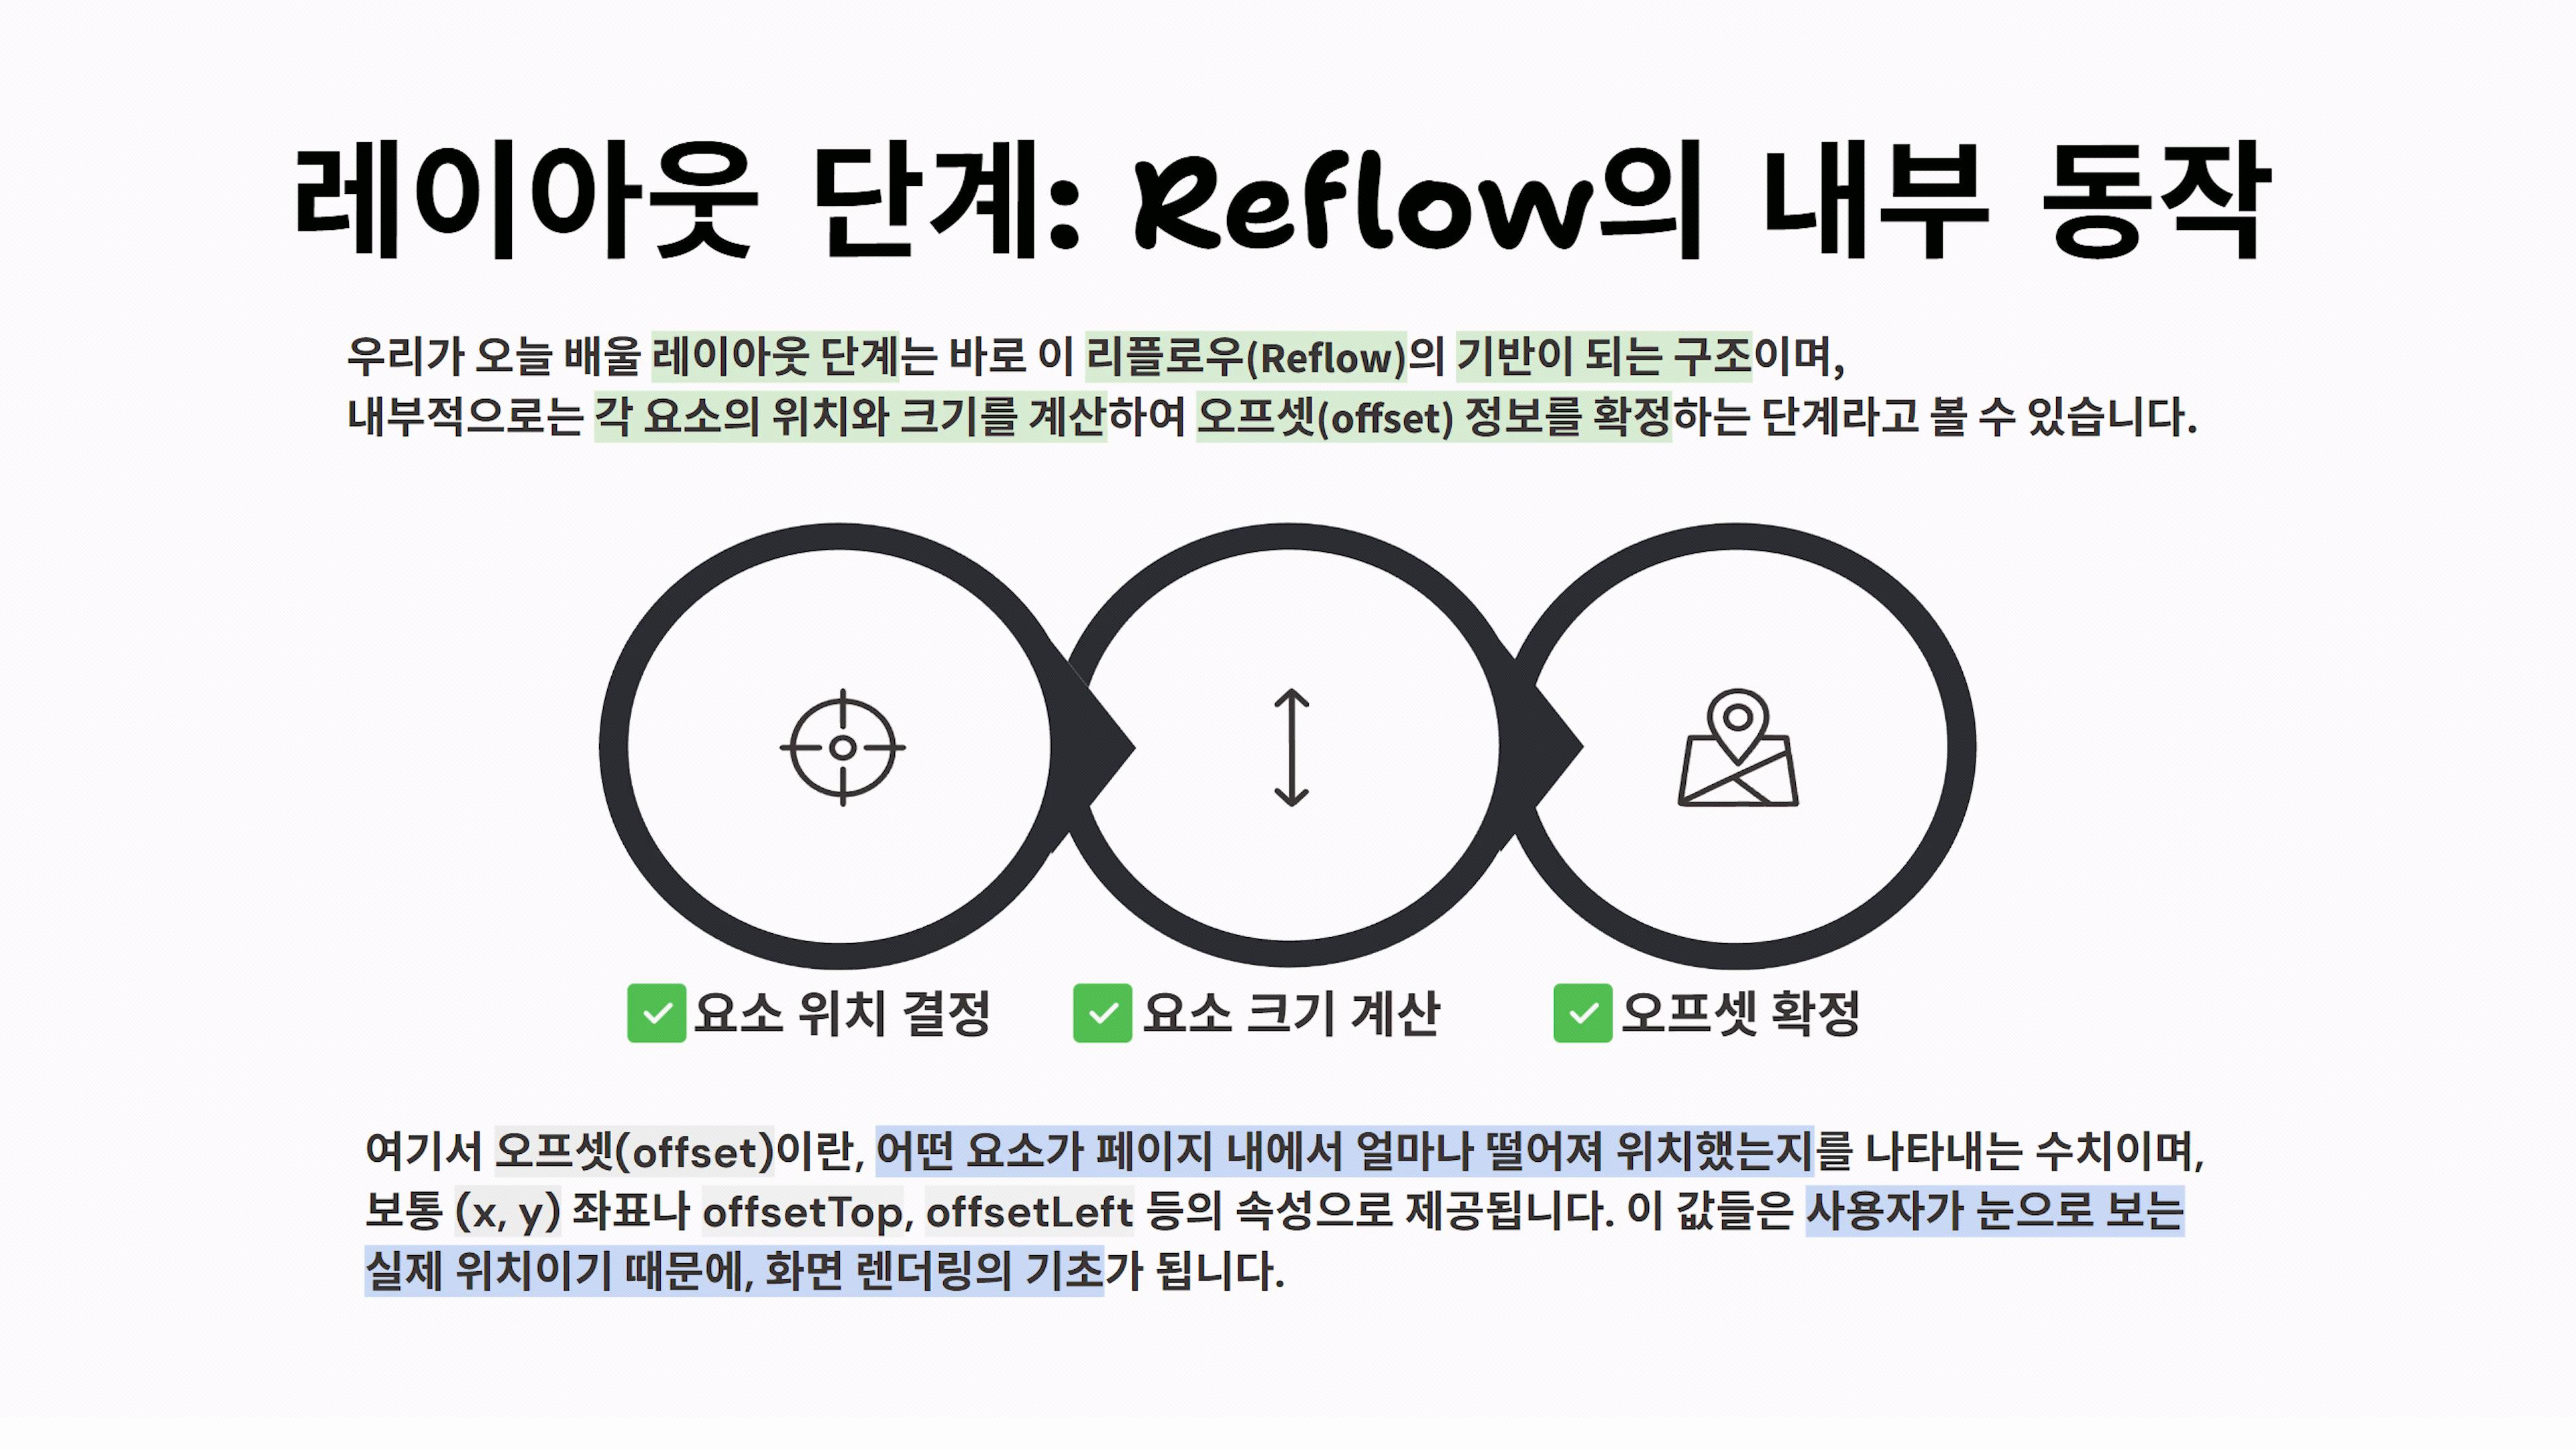 레이아웃 단계: Reflow의 내부 동작
우리가 오늘 배울 레이아웃 단계는 바로 이 리플로우(Reflow)의 기반이 되는 구조이며,
내부적으로는 각 요소의 위치와 크기를 계산하여 오프셋(offset) 정보를 확정하는 단계라고 볼 수 있습니다.
요소 위치 결정
요소 크기 계산
오프셋 확정
여기서 오프셋(offset)이란, 어떤 요소가 페이지 내에서 얼마나 떨어져 위치했는지를 나타내는 수치이며,
보통 (x, y) 좌표나 offsetTop, offsetLeft 등의 속성으로 제공됩니다. 이 값들은 사용자가 눈으로 보는
실제 위치이기 때문에, 화면 렌더링의 기초가 됩니다.